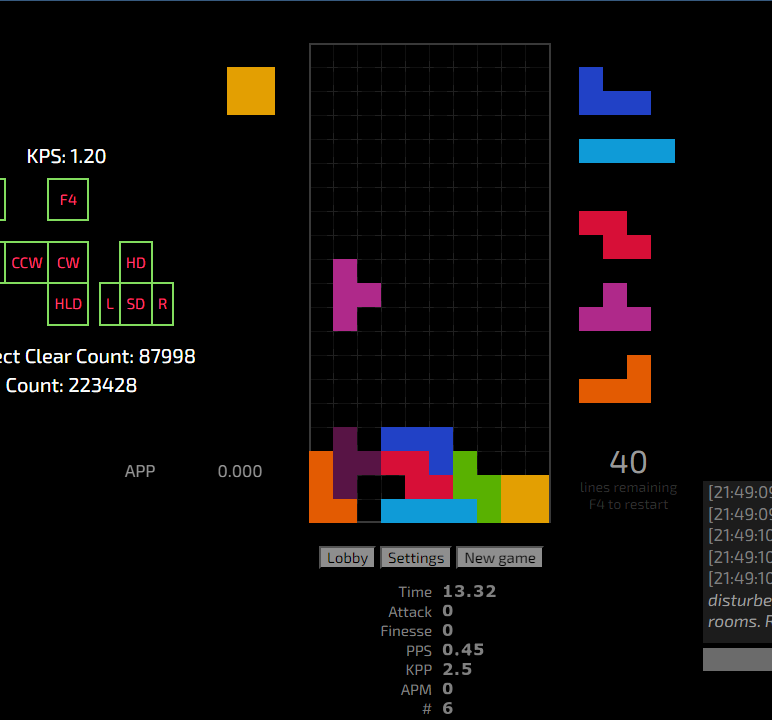 KPS: 1.20
F4
CCW CW HD
HLD L SD R
ect Clear Count: 87998
Count: 223428
APP 0.000
40
lines remaining
F4 to restart
[21:49:09
[21:49:09
[21:49:10
[21:49:10
[21:49:10
disturbe
rooms. R
Lobby Settings New game
Time 13.32
Attack 0
Finesse 0
PPS 0.45
KPP 2.5
APM 0
# 6